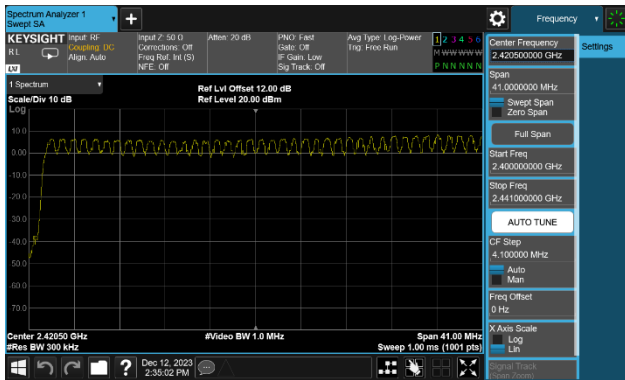 Spectrum Analyzer 1
Swept SA
+
Frequency
KEYSIGHT
Input: RF
Coupling: DC
Align: Auto
Input Z: 50 Ω
Corrections: Off
Freq Ref: Int (S)
NFE: Off
Atten: 20 dB
PNO: Fast
Gate: Off
IF Gain: Low
Sig Track: Off
Avg Type: Log-Power
Trig: Free Run
1 2 3 4 5 6
M W W W W W
P N N N N N
R L
LXI
Center Frequency
2.420500000 GHz
Settings
Span
41.0000000 MHz
Swept Span
Zero Span
Full Span
Start Freq
2.400000000 GHz
Stop Freq
2.441000000 GHz
AUTO TUNE
CF Step
4.100000 MHz
Auto
Man
Freq Offset
0 Hz
X Axis Scale
Log
Lin
Signal Track
(Span Zoom)
1 Spectrum
Scale/Div 10 dB
Log
Ref Lvl Offset 12.00 dB
Ref Level 20.00 dBm
10.0
0.00
-10.0
-20.0
-30.0
-40.0
-50.0
-60.0
-70.0
Center 2.42050 GHz
#Res BW 300 kHz
#Video BW 1.0 MHz
Span 41.00 MHz
Sweep 1.00 ms (1001 pts)
?
Dec 12, 2023
2:35:02 PM